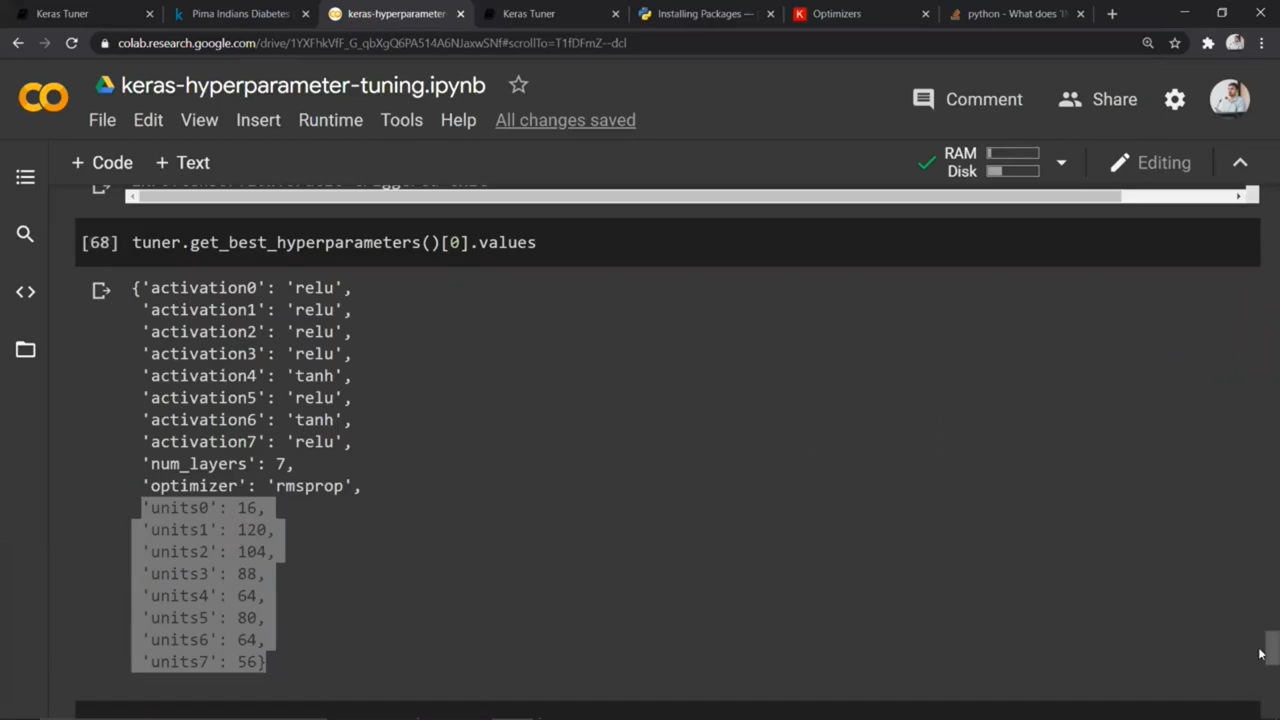 Keras Tuner
Pima Indians Diabetes
keras-hyperparameter
Keras Tuner
Installing Packages —
Optimizers
python - What does
colab.research.google.com/drive/1YXFhkVfF_G_qbXgQ6PA514A6NJaxwSNf#scrollTo=T1fDFmZ--dcl
keras-hyperparameter-tuning.ipynb
Comment
Share
File Edit View Insert Runtime Tools Help All changes saved
+ Code + Text
RAM
Disk
Editing
[68] tuner.get_best_hyperparameters()[0].values
{'activation0': 'relu',
'activation1': 'relu',
'activation2': 'relu',
'activation3': 'relu',
'activation4': 'tanh',
'activation5': 'relu',
'activation6': 'tanh',
'activation7': 'relu',
'num_layers': 7,
'optimizer': 'rmsprop',
'units0': 16,
'units1': 120,
'units2': 104,
'units3': 88,
'units4': 64,
'units5': 80,
'units6': 64,
'units7': 56}